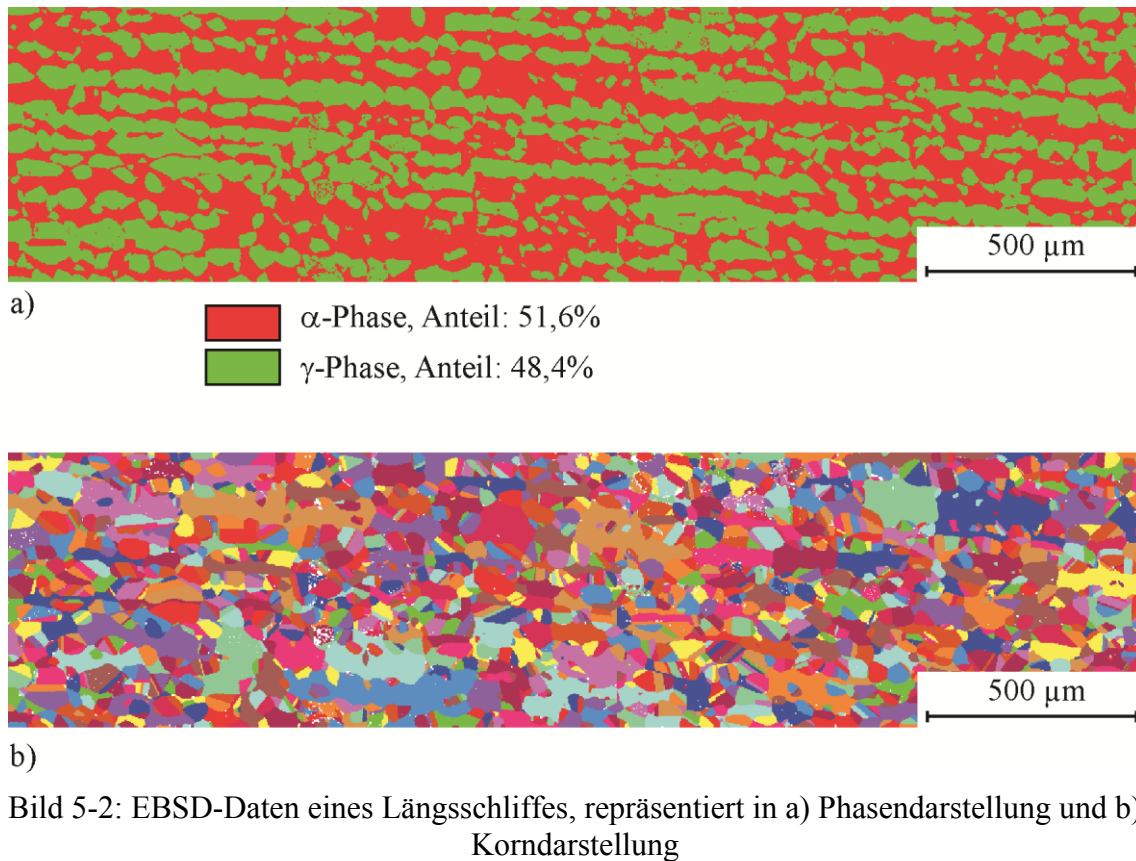 500 µm
a)
α-Phase, Anteil: 51,6%
γ-Phase, Anteil: 48,4%
500 µm
b)
Bild 5-2: EBSD-Daten eines Längsschliffes, repräsentiert in a) Phasendarstellung und b)
Korndarstellung